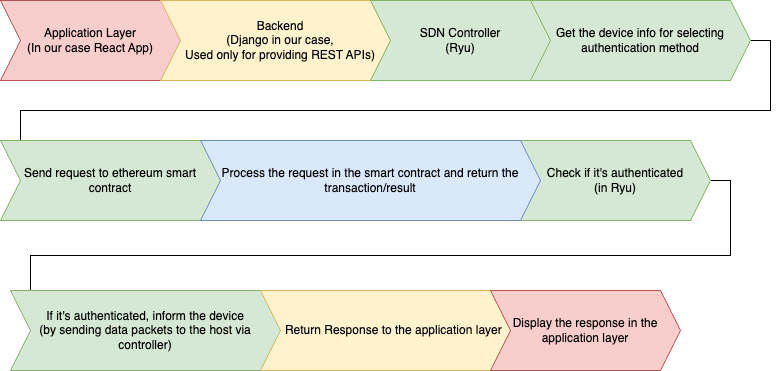 Application Layer
(In our case React App)
Backend
(Django in our case,
Used only for providing REST APIs)
SDN Controller
(Ryu)
Get the device info for selecting
authentication method
Send request to ethereum smart
contract
Process the request in the smart contract and return the
transaction/result
Check if it's authenticated
(in Ryu)
If it's authenticated, inform the device
(by sending data packets to the host via
controller)
Return Response to the application layer
Display the response in the
application layer